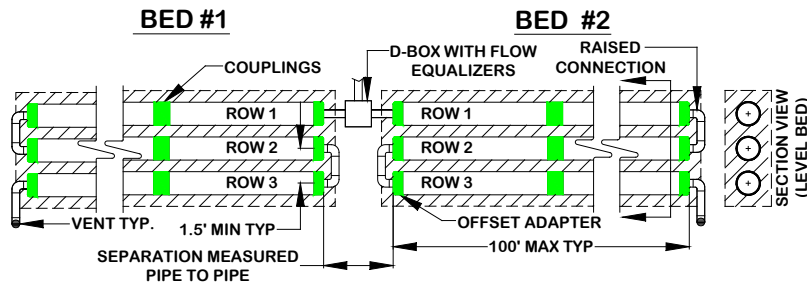 BED #1
BED #2
COUPLINGS
D-BOX WITH FLOW
EQUALIZERS
RAISED
CONNECTION
ROW 1
ROW 1
ROW 2
ROW 2
ROW 3
ROW 3
SECTION VIEW
(LEVEL BED)
VENT TYP.
1.5' MIN TYP
OFFSET ADAPTER
SEPARATION MEASURED
PIPE TO PIPE
100' MAX TYP